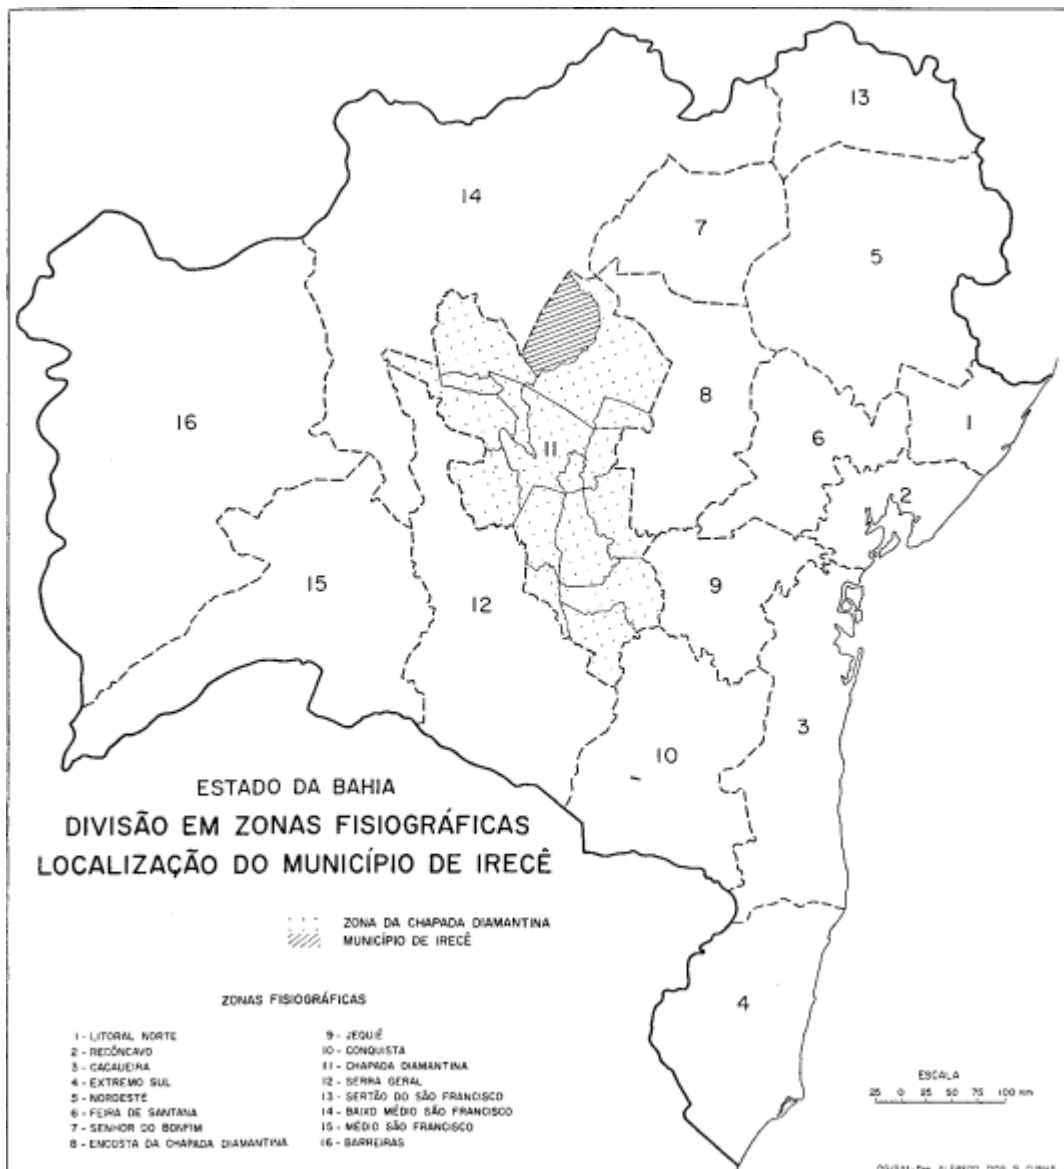 13
14
7
5
16
8
1
6
11
2
15
12
9
3
10
4
ESTADO DA BAHIA
DIVISÃO EM ZONAS FISIOGRÁFICAS
LOCALIZAÇÃO DO MUNICÍPIO DE IRECÊ
ZONA DA CHAPADA DIAMANTINA
MUNICÍPIO DE IRECÊ
ZONAS FISIOGRÁFICAS
1 - LITORAL NORTE
2 - RECÔNCAVO
3 - CACAUEIRA
4 - EXTREMO SUL
5 - NORDESTE
6 - FEIRA DE SANTANA
7 - SENHOR DO BONFIM
8 - ENCOSTA DA CHAPADA DIAMANTINA
9 - JEQUIÉ
10 - CONQUISTA
11 - CHAPADA DIAMANTINA
12 - SERRA GERAL
13 - SERTÃO DO SÃO FRANCISCO
14 - BAIXO MÉDIO SÃO FRANCISCO
15 - MÉDIO SÃO FRANCISCO
16 - BARREIRAS
ESCALA
25 0 25 50 75 100 Km